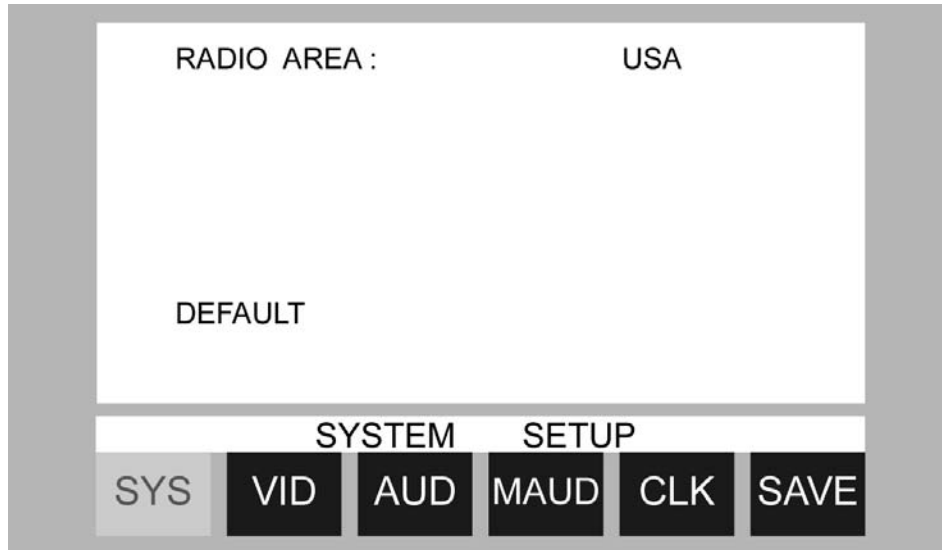 RADIO AREA : USA
DEFAULT
SYSTEM SETUP
SYS VID AUD MAUD CLK SAVE